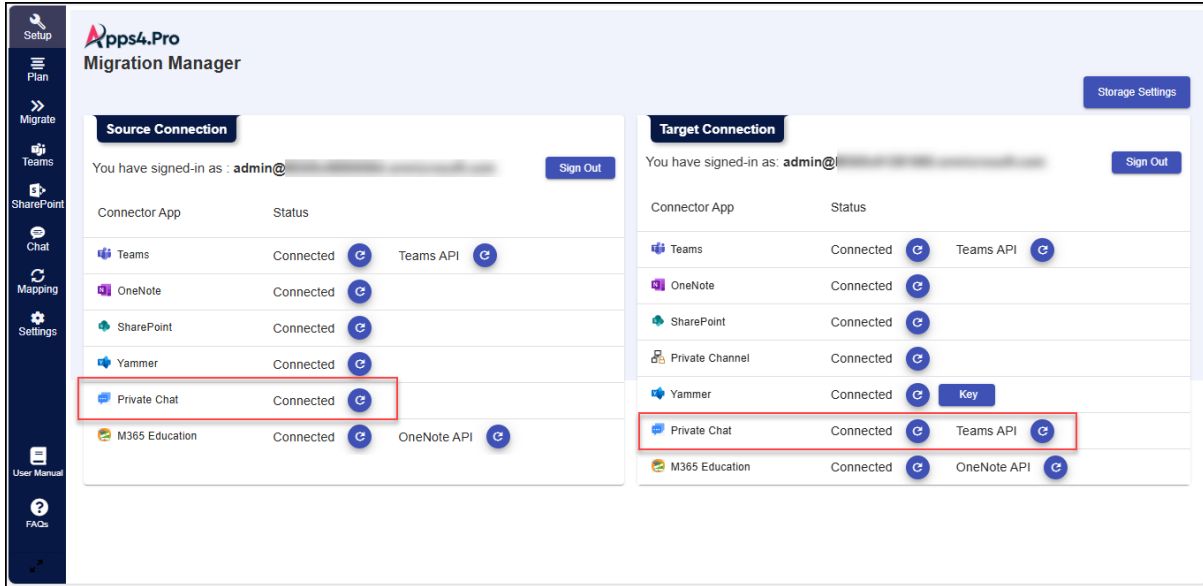 Setup
Plan
Migrate
Teams
SharePoint
Chat
Mapping
Settings
User Manual
FAQs
Apps4.Pro
Migration Manager
Storage Settings
Source Connection
You have signed-in as : admin@
Sign Out
Connector App Status
Teams Connected Teams API
OneNote Connected
SharePoint Connected
Yammer Connected
Private Chat Connected
M365 Education Connected OneNote API
Target Connection
You have signed-in as: admin@
Sign Out
Connector App Status
Teams Connected Teams API
OneNote Connected
SharePoint Connected
Private Channel Connected
Yammer Connected Key
Private Chat Connected Teams API
M365 Education Connected OneNote API